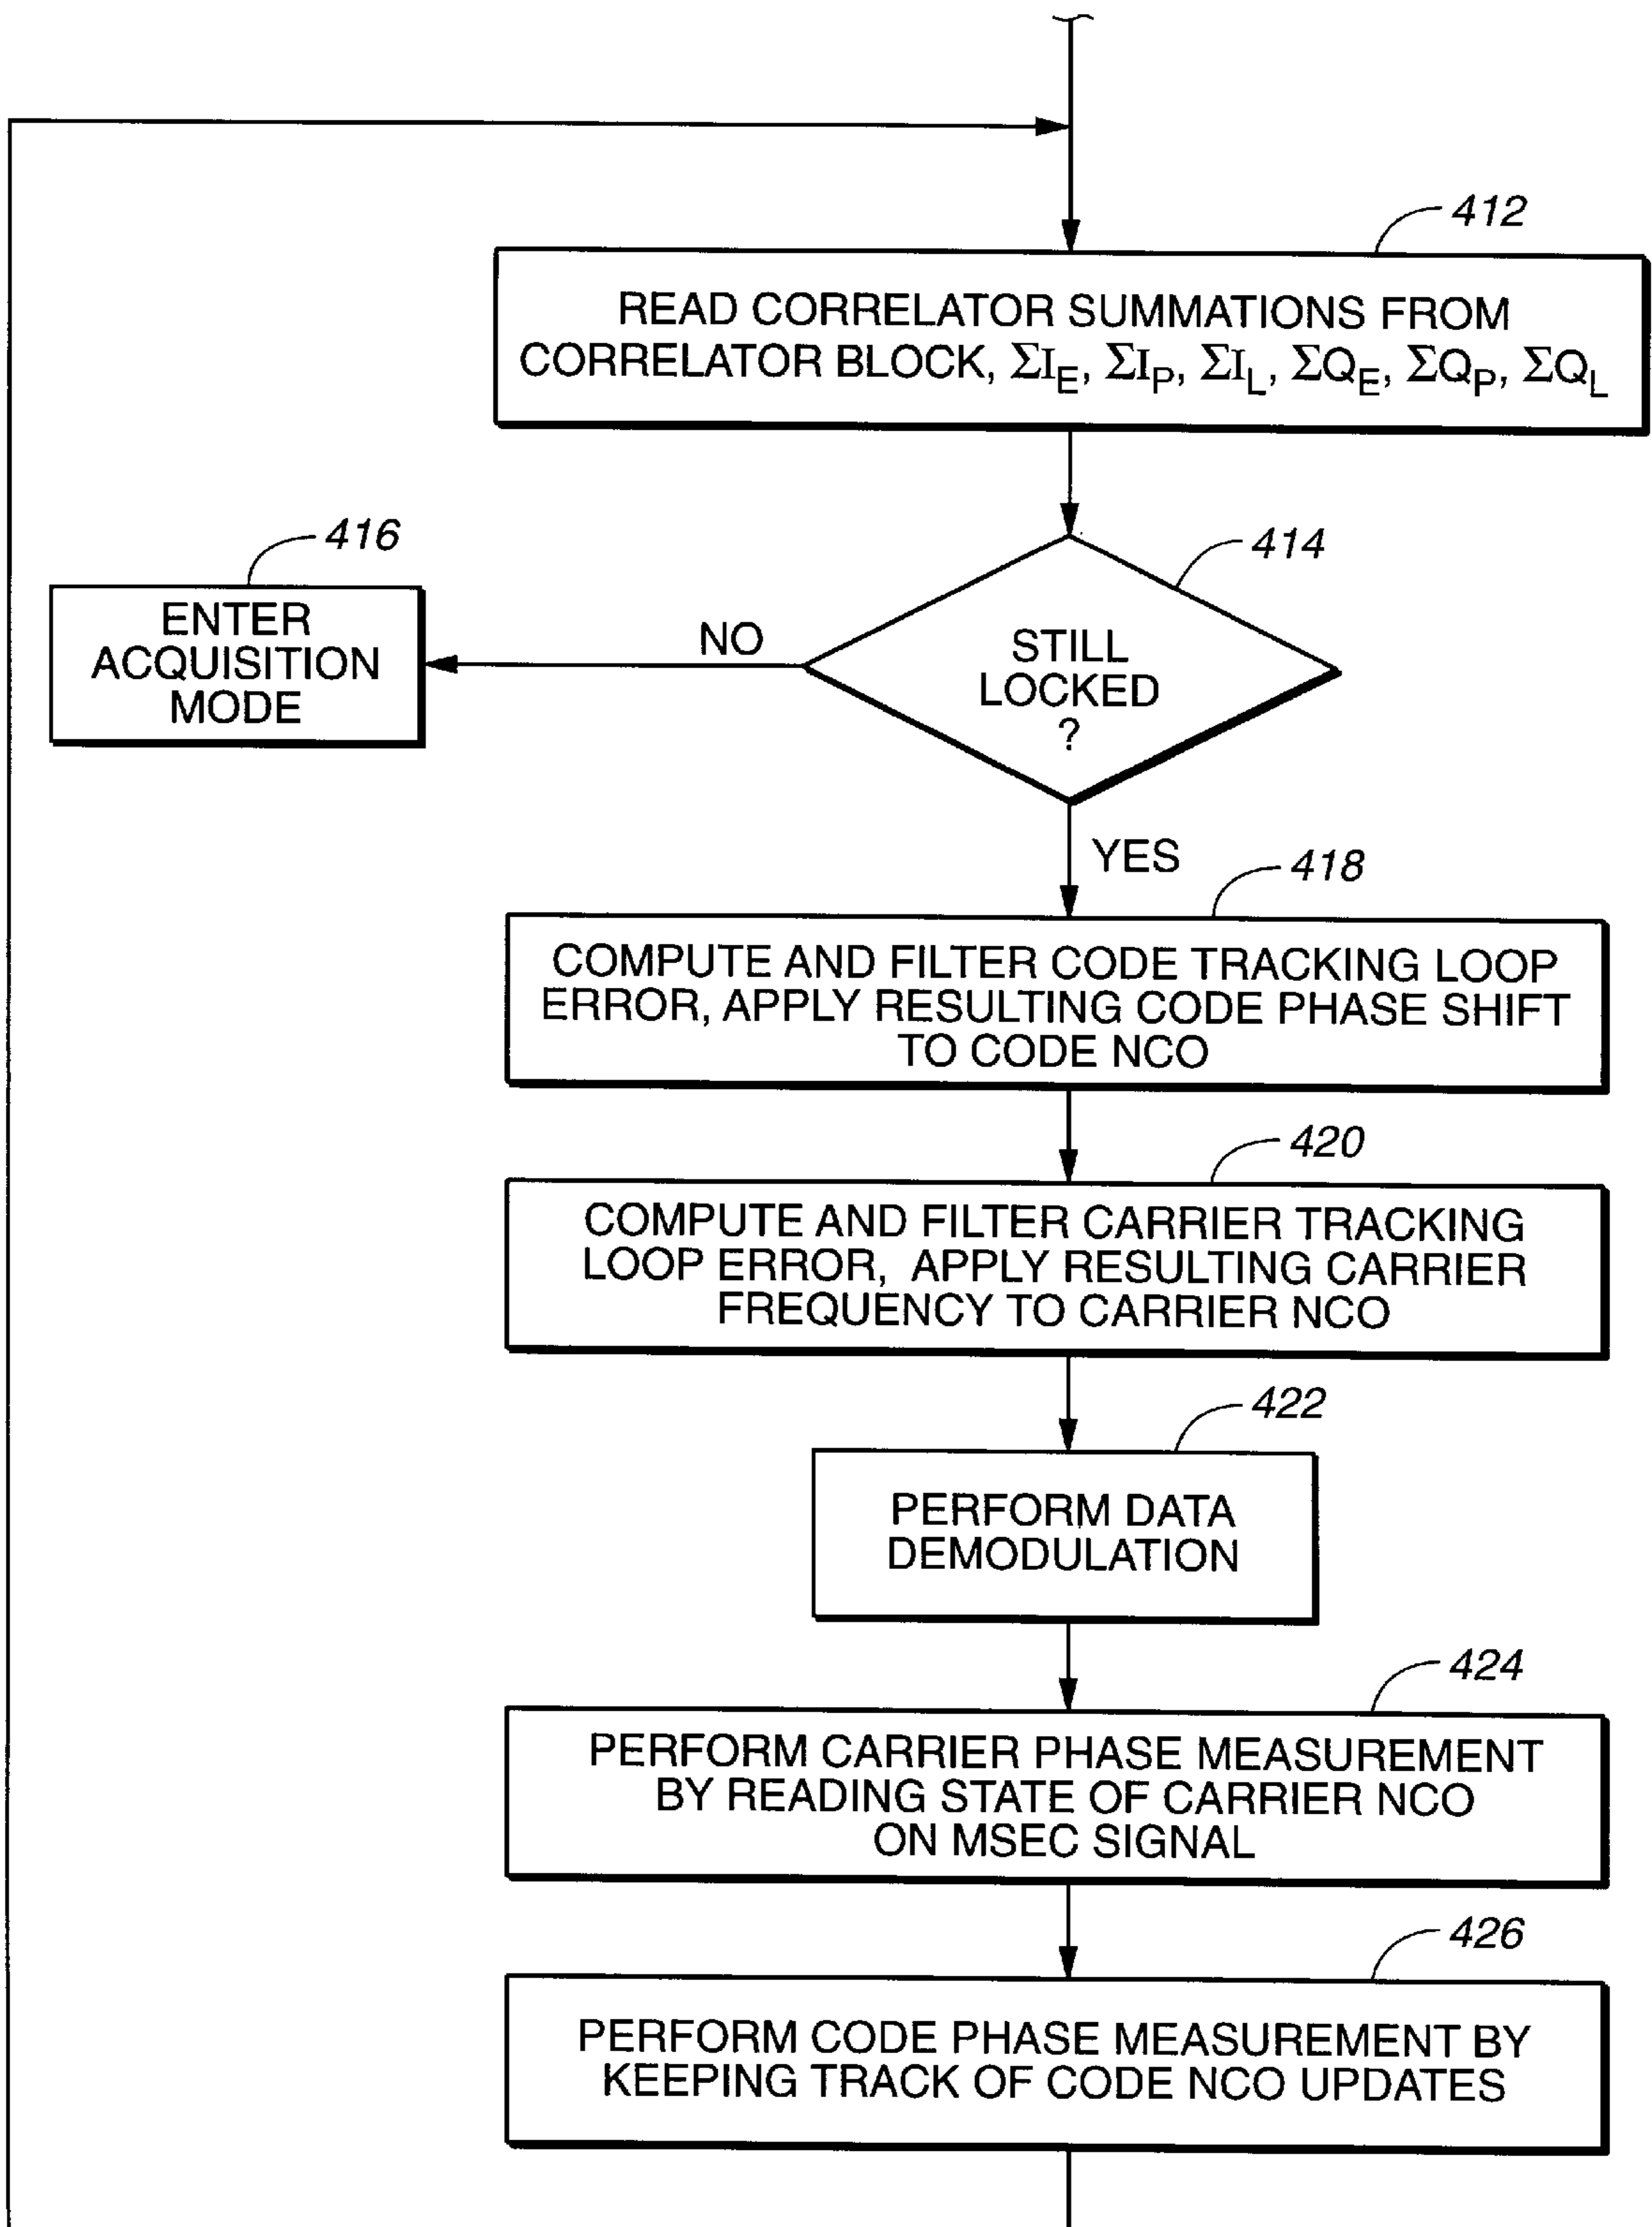 412
READ CORRELATOR SUMMATIONS FROM
CORRELATOR BLOCK, ΣI_E, ΣI_P, ΣI_L, ΣQ_E, ΣQ_P, ΣQ_L
416
414
ENTER
ACQUISITION
MODE
NO
STILL
LOCKED
?
YES
418
COMPUTE AND FILTER CODE TRACKING LOOP
ERROR, APPLY RESULTING CODE PHASE SHIFT
TO CODE NCO
420
COMPUTE AND FILTER CARRIER TRACKING
LOOP ERROR, APPLY RESULTING CARRIER
FREQUENCY TO CARRIER NCO
422
PERFORM DATA
DEMODULATION
424
PERFORM CARRIER PHASE MEASUREMENT
BY READING STATE OF CARRIER NCO
ON MSEC SIGNAL
426
PERFORM CODE PHASE MEASUREMENT BY
KEEPING TRACK OF CODE NCO UPDATES